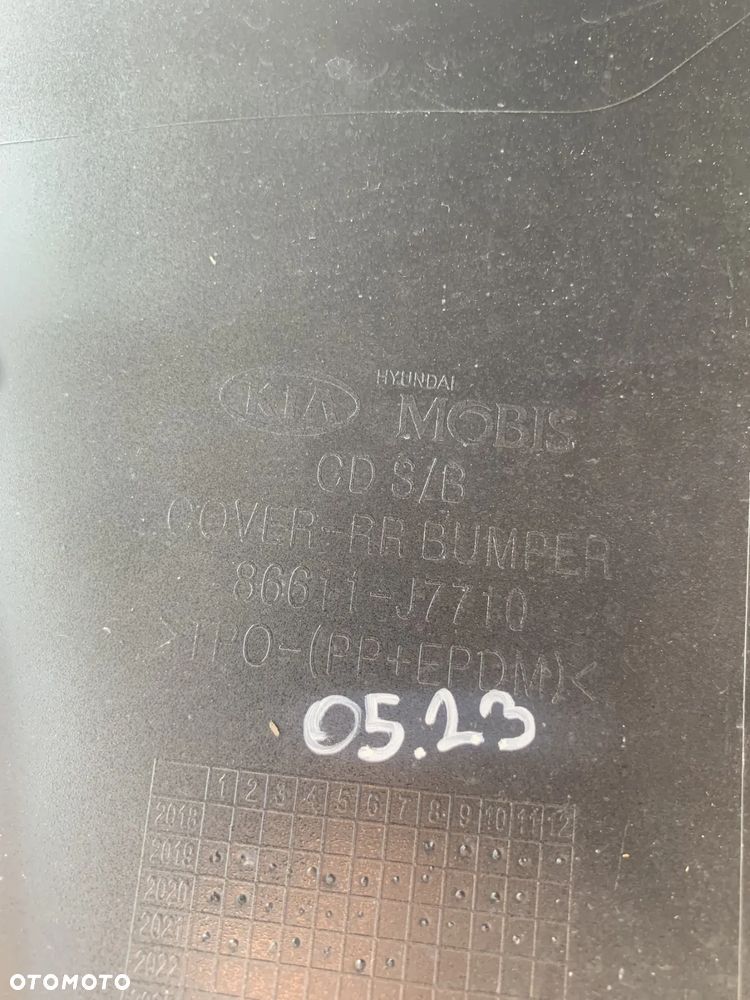 KIA HYUNDAI MOBIS
CD S/B
COVER-RR BUMPER
86611-J7710
>TPO-(PP+EPDM)<
05.23
1 2 3 4 5 6 7 8 9 10 11 12
2018
2019
2020
2021
2022
OTOMOTO